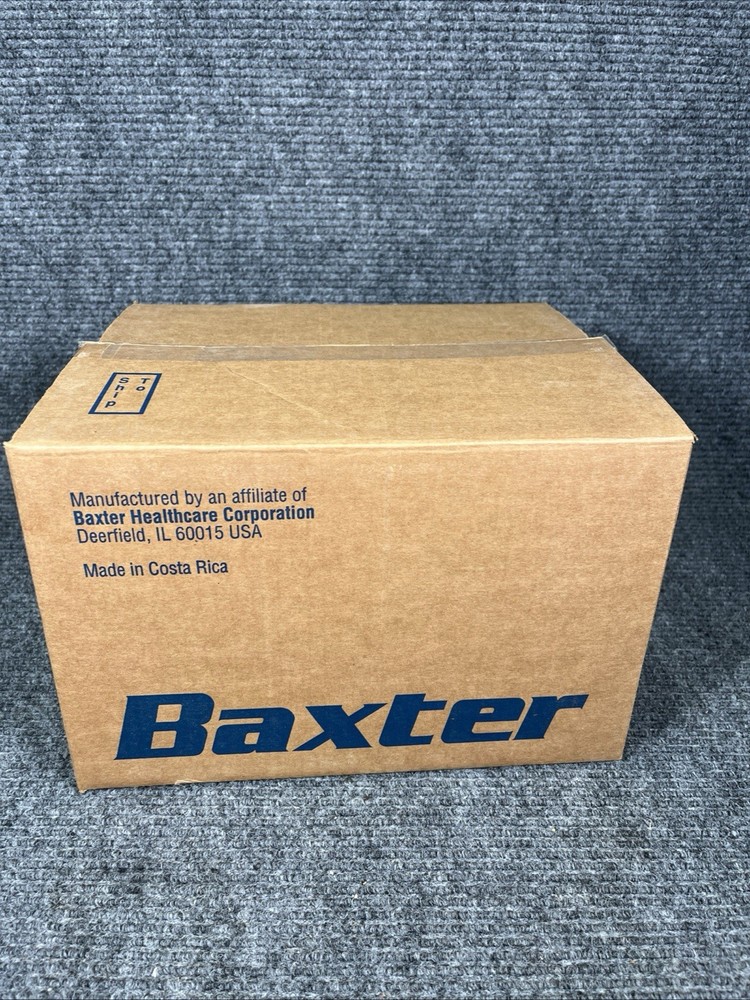 Ship
To
Manufactured by an affiliate of
Baxter Healthcare Corporation
Deerfield, IL 60015 USA
Made in Costa Rica
Baxter